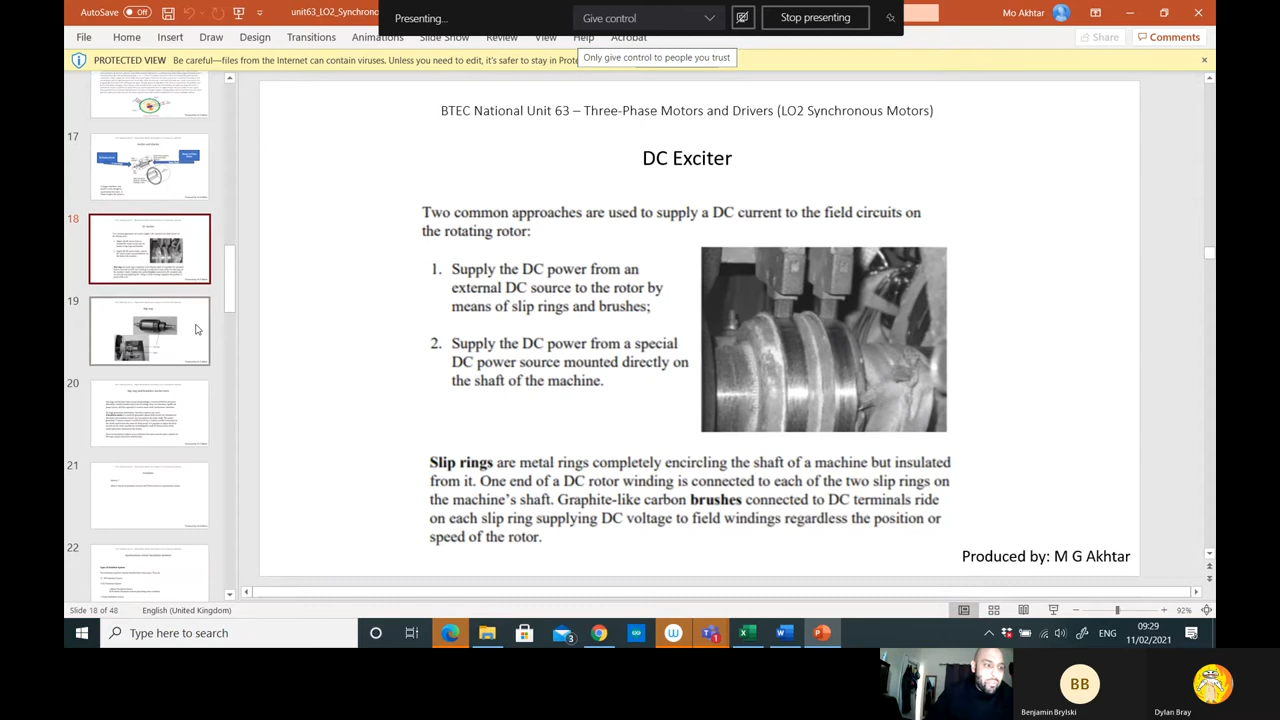 AutoSave Off
unit63_LO2_Synchrono
Presenting...
Give control
Stop presenting
Mo Akhtar
File Home Insert Draw Design Transitions Animations Slide Show Review View Help Acrobat
Share Comments
Only give control to people you trust
PROTECTED VIEW Be careful—files from the Internet can contain viruses. Unless you need to edit, it's safer to stay in Prote
17
18
19
20
21
22
BTEC National Unit 63 – Three-Phase Motors and Drivers (LO2 Synchronous Motors)
DC Exciter
Two common approaches are used to supply a DC current to the field circuits on
the rotating rotor:
1. Supply the DC power from an
external DC source to the rotor by
means of slip rings and brushes;
2. Supply the DC power from a special
DC power source mounted directly on
the shaft of the machine.
Slip rings are metal rings completely encircling the shaft of a machine but insulated
from it. One end of a DC rotor winding is connected to each of the two slip rings on
the machine's shaft. Graphite-like carbon brushes connected to DC terminals ride
on each slip ring supplying DC voltage to field windings regardless the position or
speed of the rotor.
Produced by: M G Akhtar
Slide 18 of 48 English (United Kingdom)
92%
Type here to search
3
1
ENG
09:29
11/02/2021
BB
Benjamin Brylski
Dylan Bray